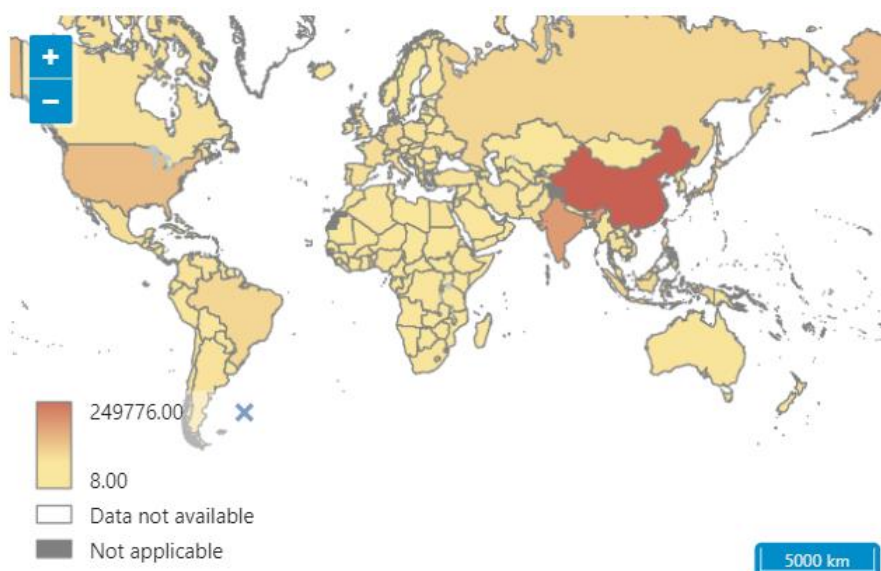 +
−
249776.00
8.00
Data not available
Not applicable
5000 km